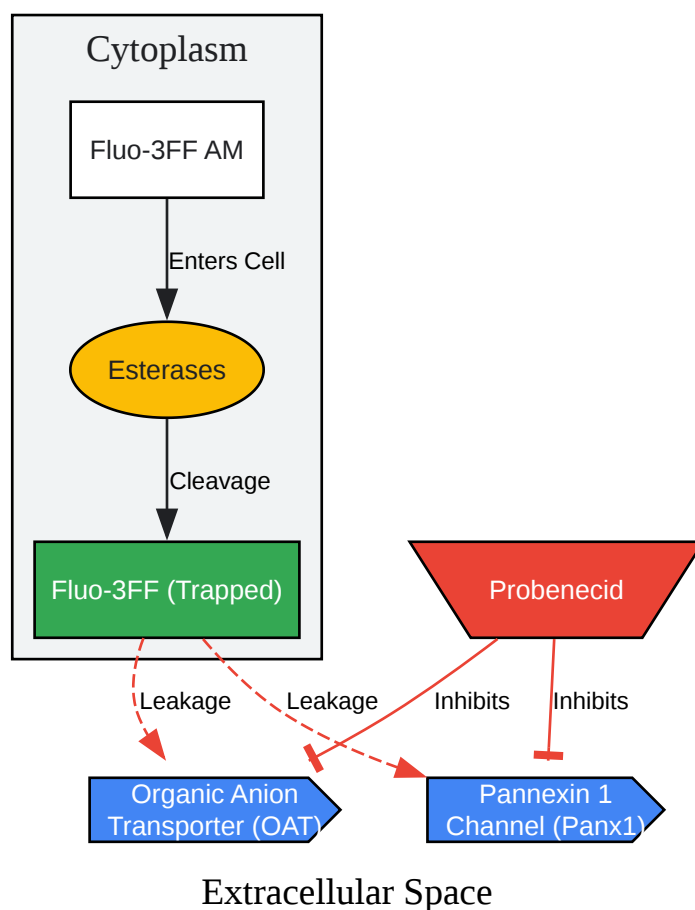 Cytoplasm
Fluo-3FF AM
Enters Cell
Esterases
Cleavage
Fluo-3FF (Trapped)
Probenecid
Leakage
Leakage
Inhibits
Inhibits
Organic Anion
Transporter (OAT)
Pannexin 1
Channel (Panx1)
Extracellular Space